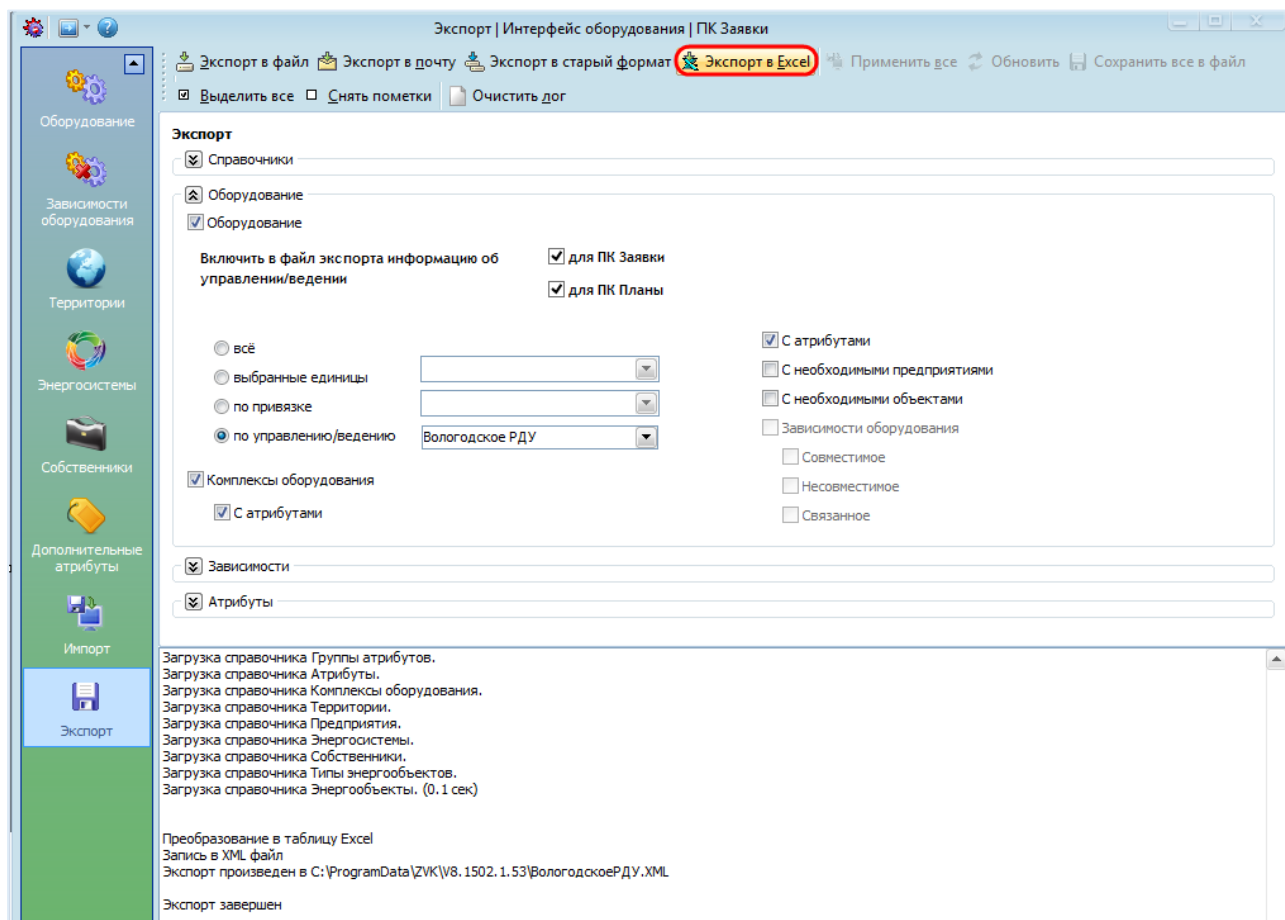 Экспорт | Интерфейс оборудования | ПК Заявки
Экспорт в файл Экспорт в почту Экспорт в старый формат Экспорт в Excel Применить все Обновить Сохранить все в файл
Выделить все Снять пометки Очистить лог
Оборудование
Зависимости
оборудования
Территории
Энергосистемы
Собственники
Дополнительные
атрибуты
Импорт
Экспорт
Экспорт
Справочники
Оборудование
Оборудование
Включить в файл экспорта информацию об
управлении/ведении
для ПК Заявки
для ПК Планы
всё
выбранные единицы
по привязке
по управлению/ведению Вологодское РДУ
Комплексы оборудования
С атрибутами
С атрибутами
С необходимыми предприятиями
С необходимыми объектами
Зависимости оборудования
Совместимое
Несовместимое
Связанное
Зависимости
Атрибуты
Загрузка справочника Группы атрибутов.
Загрузка справочника Атрибуты.
Загрузка справочника Комплексы оборудования.
Загрузка справочника Территории.
Загрузка справочника Предприятия.
Загрузка справочника Энергосистемы.
Загрузка справочника Собственники.
Загрузка справочника Типы энергообъектов.
Загрузка справочника Энергообъекты. (0.1 сек)
Преобразование в таблицу Excel
Запись в XML файл
Экспорт произведен в C:\ProgramData\ZVK\V8.1502.1.53\ВологодскоеРДУ.XML
Экспорт завершен